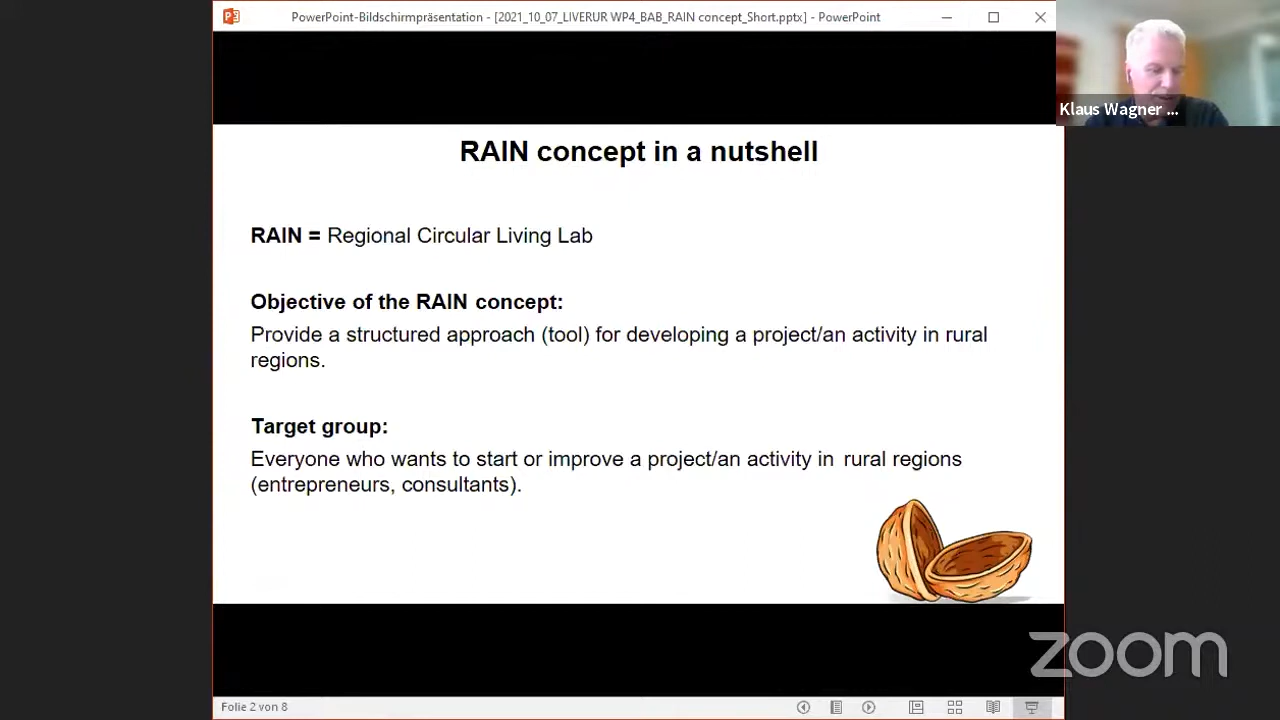 PowerPoint-Bildschirmpräsentation - [2021_10_07_LIVERUR WP4_BAB_RAIN concept_Short.pptx] - PowerPoint
Klaus Wagner ...
RAIN concept in a nutshell
RAIN = Regional Circular Living Lab
Objective of the RAIN concept:
Provide a structured approach (tool) for developing a project/an activity in rural
regions.
Target group:
Everyone who wants to start or improve a project/an activity in rural regions
(entrepreneurs, consultants).
zoom
Folie 2 von 8